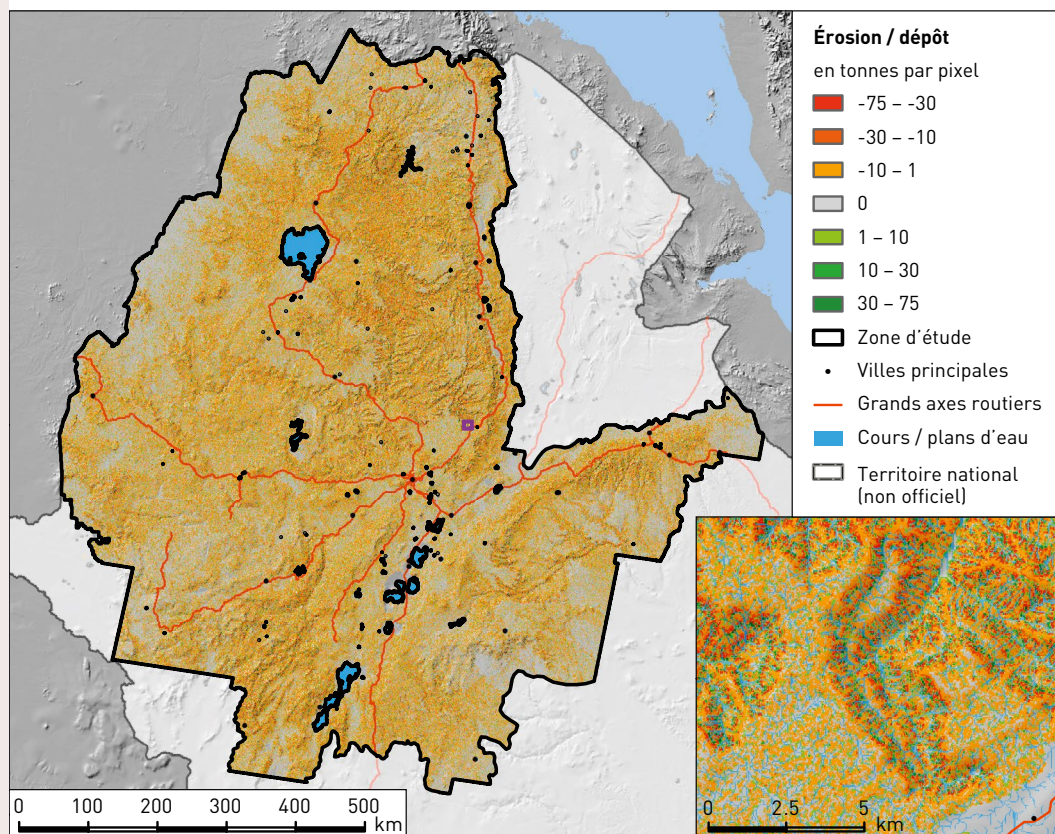 Érosion / dépôt
en tonnes par pixel
-75 – -30
-30 – -10
-10 – 1
0
1 – 10
10 – 30
30 – 75
Zone d'étude
Villes principales
Grands axes routiers
Cours / plans d'eau
Territoire national
(non officiel)
0 100 200 300 400 500
km
0 2.5 5
km